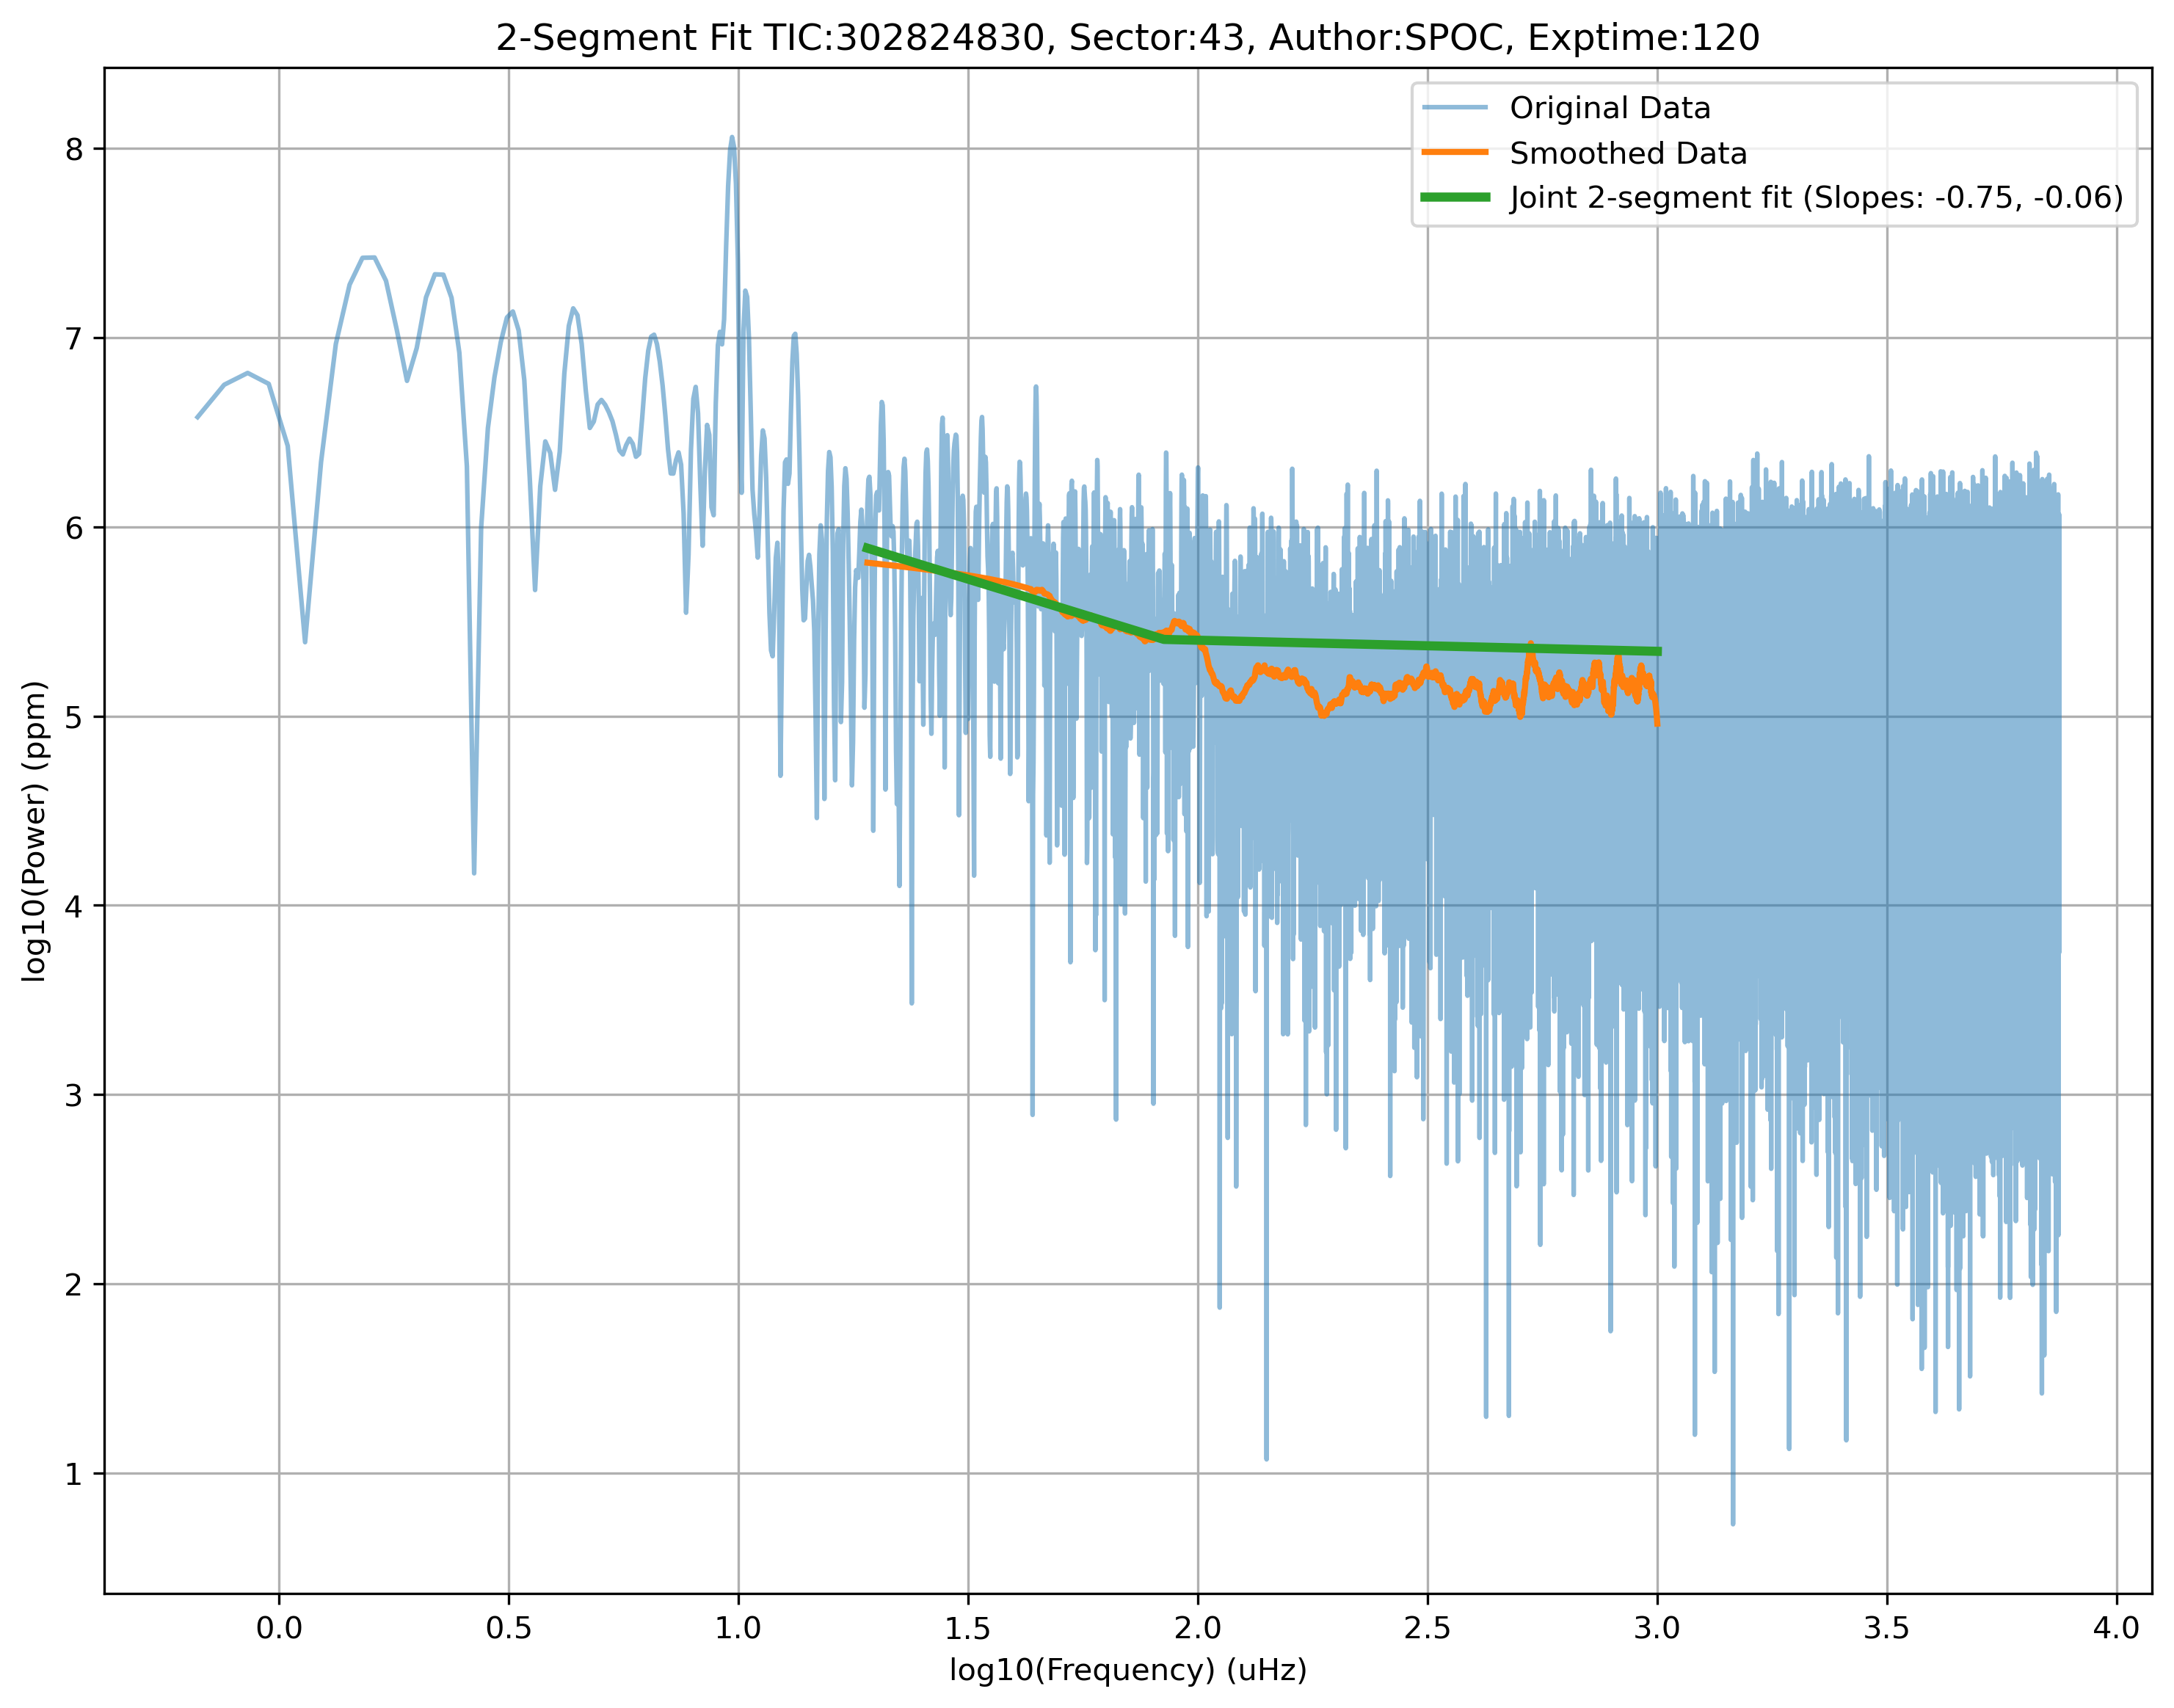 2-Segment Fit TIC:302824830, Sector:43, Author:SPOC, Exptime:120
Original Data
Smoothed Data
Joint 2-segment fit (Slopes: -0.75, -0.06)
8
7
6
5
4
3
2
1
log10(Power) (ppm)
0.0 0.5 1.0 1.5 2.0 2.5 3.0 3.5 4.0
log10(Frequency) (uHz)